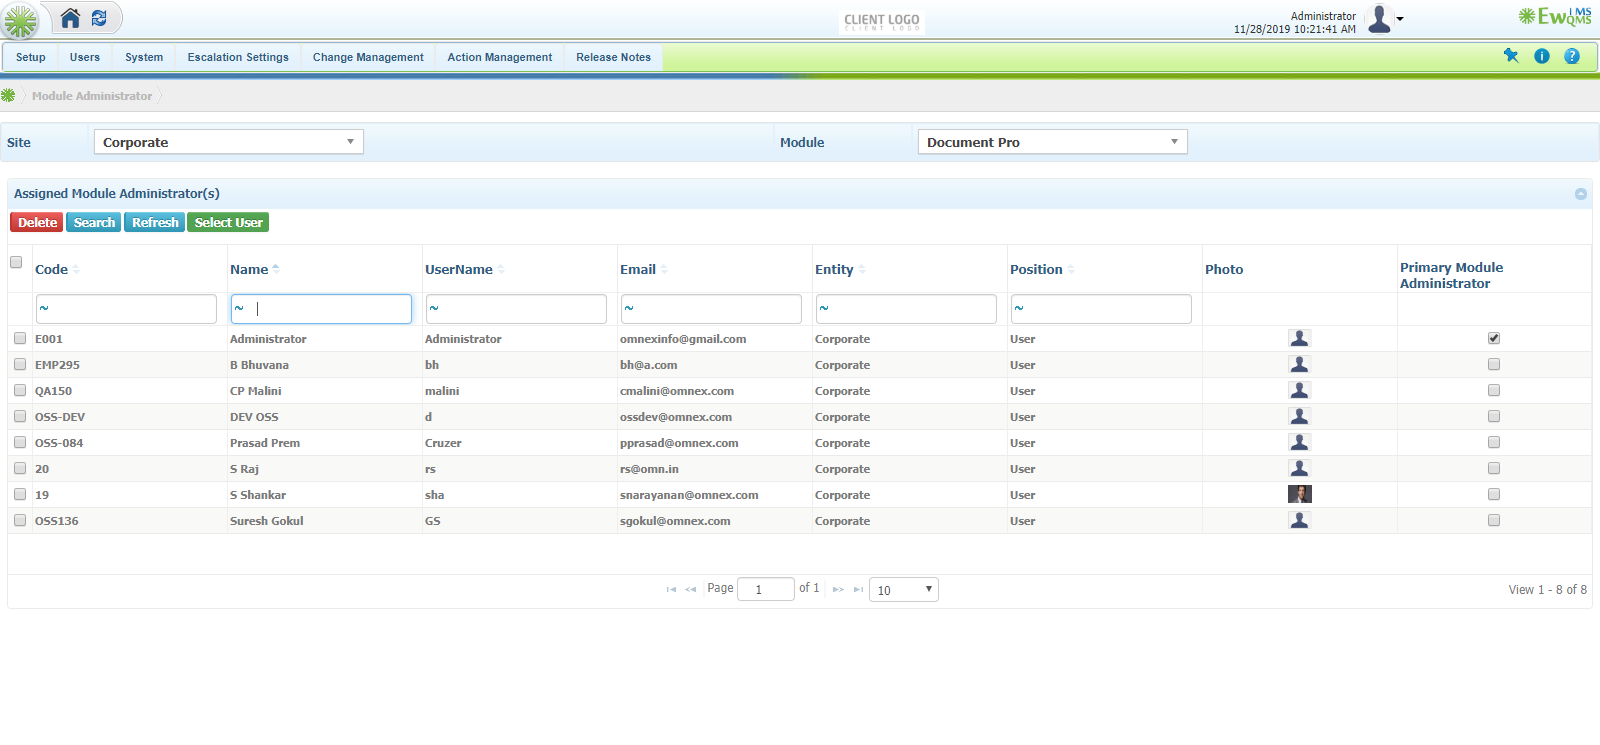 CLIENT LOGO
CLIENT LOGO
Administrator
11/28/2019 10:21:41 AM
EwQMS
IMS
Setup Users System Escalation Settings Change Management Action Management Release Notes
Module Administrator
Site Corporate Module Document Pro
Assigned Module Administrator(s)
Delete Search Refresh Select User
Code Name UserName Email Entity Position Photo Primary Module Administrator
~ ~ ~ ~ ~ ~
E001 Administrator Administrator omnexinfo@gmail.com Corporate User
EMP295 B Bhuvana bh bh@a.com Corporate User
QA150 CP Malini malini cmalini@omnex.com Corporate User
OSS-DEV DEV OSS d ossdev@omnex.com Corporate User
OSS-084 Prasad Prem Cruzer pprasad@omnex.com Corporate User
20 S Raj rs rs@omn.in Corporate User
19 S Shankar sha snarayanan@omnex.com Corporate User
OSS136 Suresh Gokul GS sgokul@omnex.com Corporate User
Page 1 of 1 10 View 1 - 8 of 8